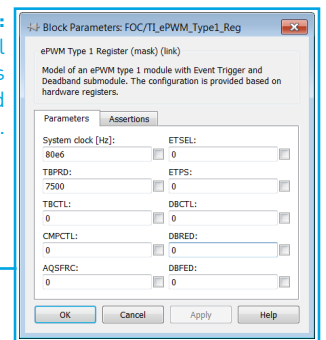 :
l
s
d
.
Block Parameters: FOC/TI_ePWM_Type1_Reg
ePWM Type 1 Register (mask) (link)
Model of an ePWM type 1 module with Event Trigger and
Deadband submodule. The configuration is provided based on
hardware registers.
Parameters Assertions
System clock [Hz]: ETSEL:
80e6 0
TBPRD: ETPS:
7500 0
TBCTL: DBCTL:
0 0
CMPCTL: DBRED:
0 0
AQSFRC: DBFED:
0 0
OK Cancel Apply Help